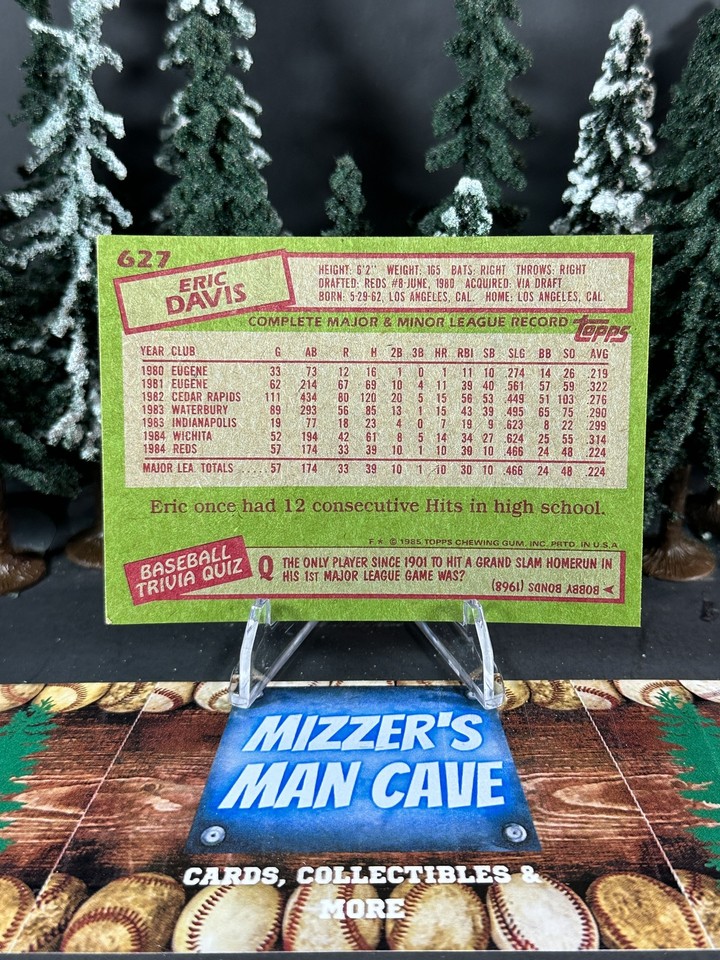 627
ERIC
DAVIS
HEIGHT: 6'2" WEIGHT: 165 BATS: RIGHT THROWS: RIGHT
DRAFTED: REDS #8-JUNE, 1980 ACQUIRED: VIA DRAFT
BORN: 5-29-62, LOS ANGELES, CAL. HOME: LOS ANGELES, CAL.
COMPLETE MAJOR & MINOR LEAGUE RECORD TOPPS
YEAR CLUB G AB R H 2B 3B HR RBI SB SLG BB SO AVG
1980 EUGENE 33 73 12 16 1 0 1 11 10 .274 14 26 .219
1981 EUGENE 62 214 67 69 10 4 11 39 40 .561 57 59 .322
1982 CEDAR RAPIDS 111 434 80 120 20 5 15 56 53 .449 51 103 .276
1983 WATERBURY 89 293 56 85 13 1 15 43 39 .495 65 75 .290
1983 INDIANAPOLIS 19 77 18 23 4 0 7 19 9 .623 8 22 .299
1984 WICHITA 52 194 42 61 8 5 14 34 27 .624 25 55 .314
1984 REDS 57 174 33 39 10 1 10 30 10 .466 24 48 .224
MAJOR LEA TOTALS ..... 57 174 33 39 10 1 10 30 10 .466 24 48 .224
Eric once had 12 consecutive Hits in high school.
F★ © 1985 TOPPS CHEWING GUM, INC. PRTD. IN U.S.A.
BASEBALL
TRIVIA QUIZ
Q THE ONLY PLAYER SINCE 1901 TO HIT A GRAND SLAM HOMERUN IN
HIS 1ST MAJOR LEAGUE GAME WAS?
BOBBY BONDS (1968)
MIZZER'S
MAN CAVE
CARDS, COLLECTIBLES &
MORE